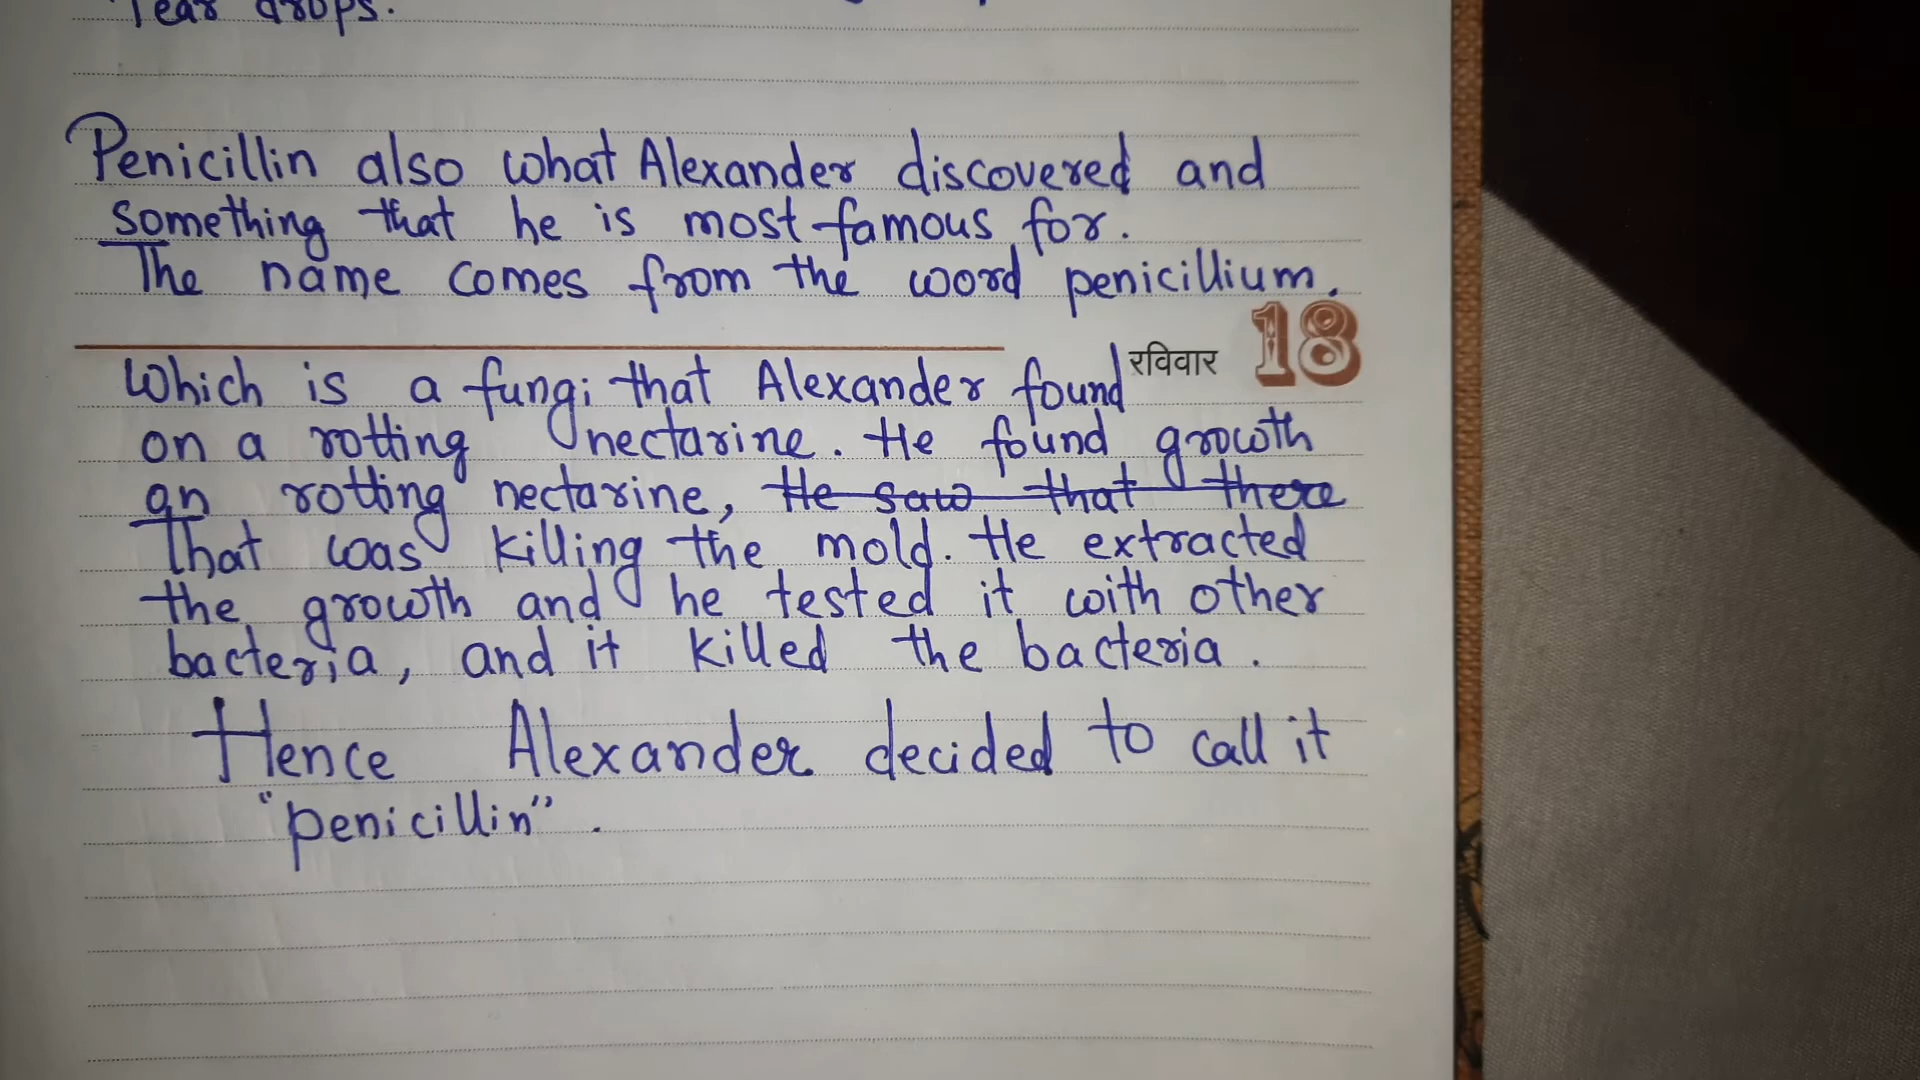 Tear drops.
Penicillin also what Alexander discovered and
something that he is most famous for.
The name comes from the word penicillium.
रविवार 18
Which is a fungi that Alexander found
on a rotting nectarine. He found growth
on rotting nectarine, He saw that there
That was killing the mold. He extracted
the growth and he tested it with other
bacteria, and it killed the bacteria.
Hence Alexander decided to call it
"penicillin".